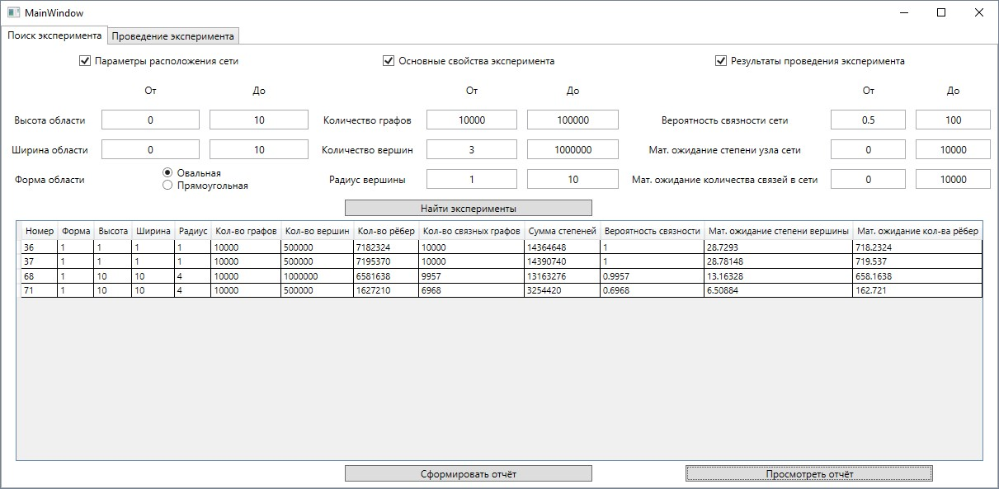 MainWindow
Поиск эксперимента Проведение эксперимента
Параметры расположения сети Основные свойства эксперимента Результаты проведения эксперимента
От До От До От До
Высота области 0 10 Количество графов 10000 100000 Вероятность связности сети 0.5 100
Ширина области 0 10 Количество вершин 3 1000000 Мат. ожидание степени узла сети 0 10000
Форма области Овальная Радиус вершины 1 10 Мат. ожидание количества связей в сети 0 10000
Прямоугольная
Найти эксперименты
Номер Форма Высота Ширина Радиус Кол-во графов Кол-во вершин Кол-во рёбер Кол-во связных графов Сумма степеней Вероятность связности Мат. ожидание степени вершины Мат. ожидание кол-ва рёбер
36 1 1 1 1 10000 500000 7182324 10000 14364648 1 28.7293 718.2324
37 1 1 1 1 10000 500000 7195370 10000 14390740 1 28.78148 719.537
68 1 10 10 4 10000 1000000 6581638 9957 13163276 0.9957 13.16328 658.1638
71 1 10 10 4 10000 500000 1627210 6968 3254420 0.6968 6.50884 162.721
Сформировать отчёт Просмотреть отчёт